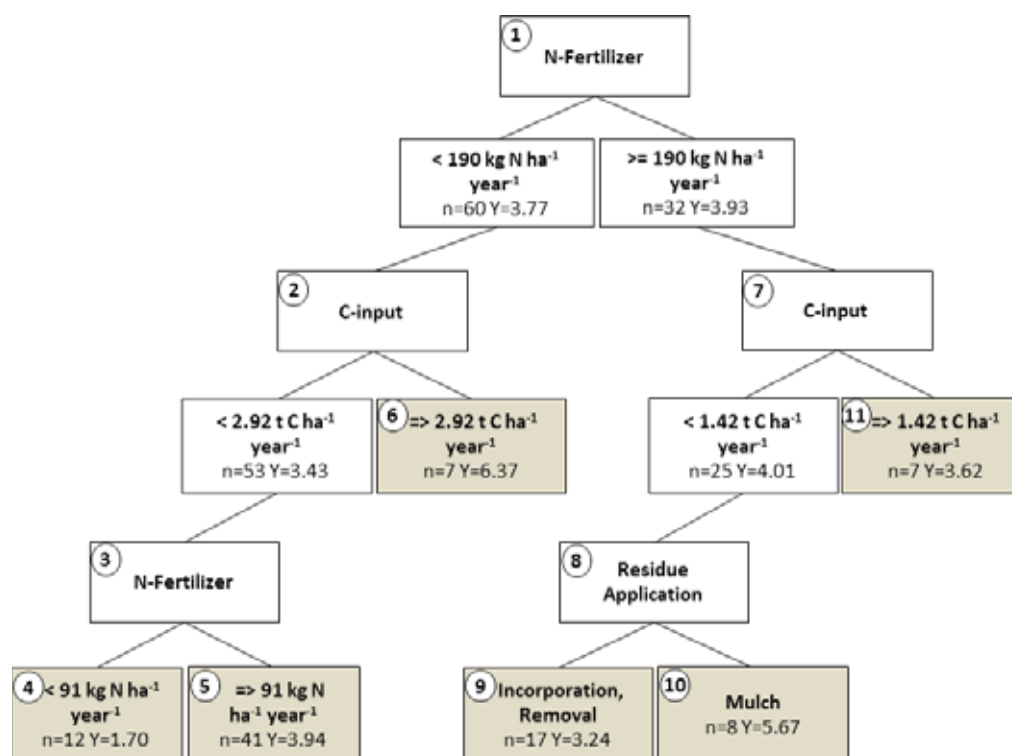 1
N-Fertilizer
< 190 kg N ha⁻¹
year⁻¹
n=60 Y=3.77
>= 190 kg N ha⁻¹
year⁻¹
n=32 Y=3.93
2
C-input
7
C-input
< 2.92 t C ha⁻¹
year⁻¹
n=53 Y=3.43
6
=> 2.92 t C ha⁻¹
year⁻¹
n=7 Y=6.37
< 1.42 t C ha⁻¹
year⁻¹
n=25 Y=4.01
11
=> 1.42 t C ha⁻¹
year⁻¹
n=7 Y=3.62
3
N-Fertilizer
8
Residue
Application
4
< 91 kg N ha⁻¹
year⁻¹
n=12 Y=1.70
5
=> 91 kg N
ha⁻¹ year⁻¹
n=41 Y=3.94
9
Incorporation,
Removal
n=17 Y=3.24
10
Mulch
n=8 Y=5.67